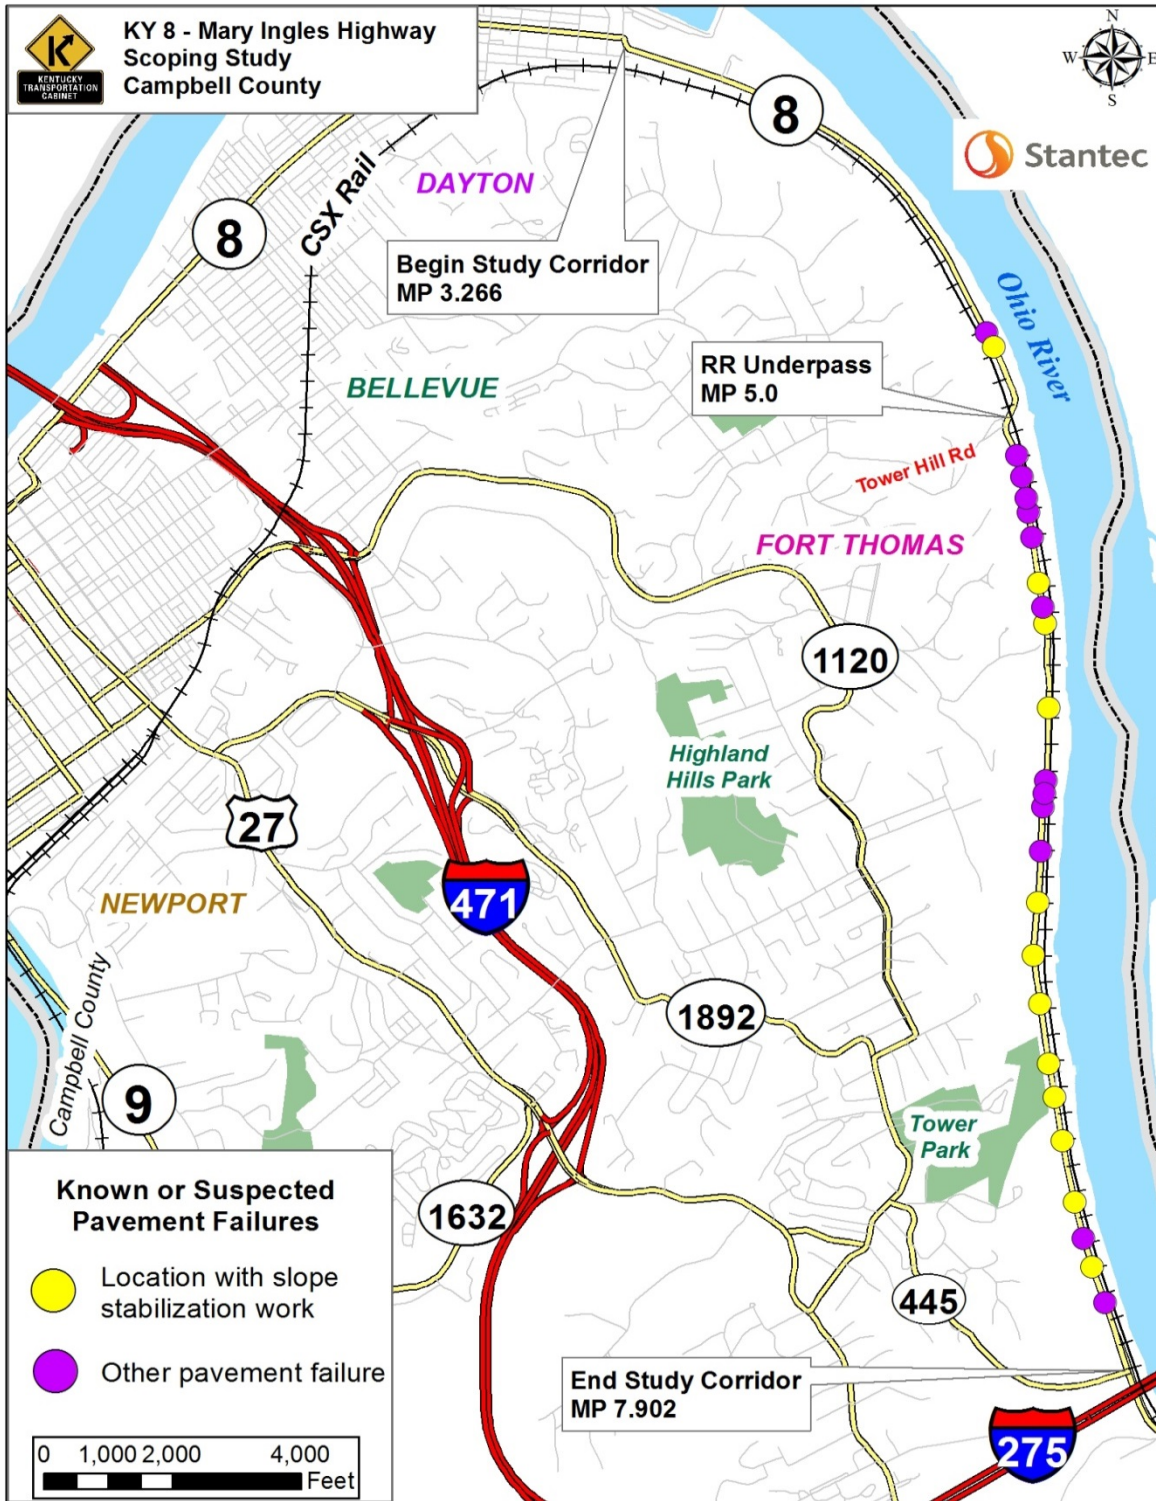 KY 8 - Mary Ingles Highway
Scoping Study
Campbell County
KENTUCKY
TRANSPORTATION
CABINET
N
W
E
S
8
Stantec
CSX Rail
DAYTON
8
Begin Study Corridor
MP 3.266
Ohio River
RR Underpass
MP 5.0
BELLEVUE
Tower Hill Rd
FORT THOMAS
1120
Highland
Hills Park
27
471
NEWPORT
1892
Campbell County
9
Tower
Park
1632
445
Known or Suspected
Pavement Failures
Location with slope
stabilization work
Other pavement failure
End Study Corridor
MP 7.902
275
0 1,000 2,000 4,000
Feet